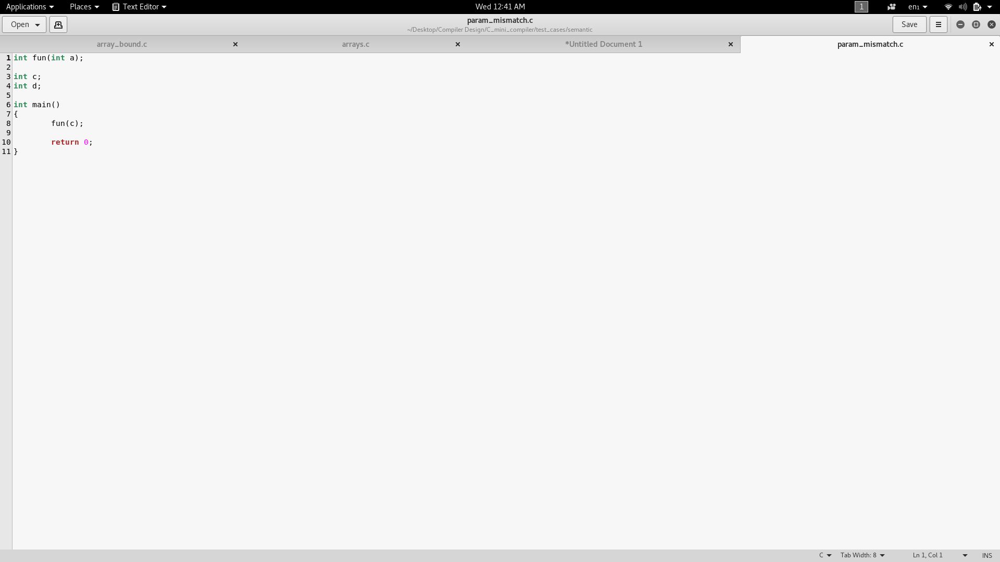 Applications Places Text Editor Wed 12:41 AM 1 en₁
Open param_mismatch.c Save
~/Desktop/Compiler Design/C_mini_compiler/test_cases/semantic
array_bound.c arrays.c *Untitled Document 1 param_mismatch.c
1 int fun(int a);
2
3 int c;
4 int d;
5
6 int main()
7 {
8         fun(c);
9
10         return 0;
11 }
C Tab Width: 8 Ln 1, Col 1 INS